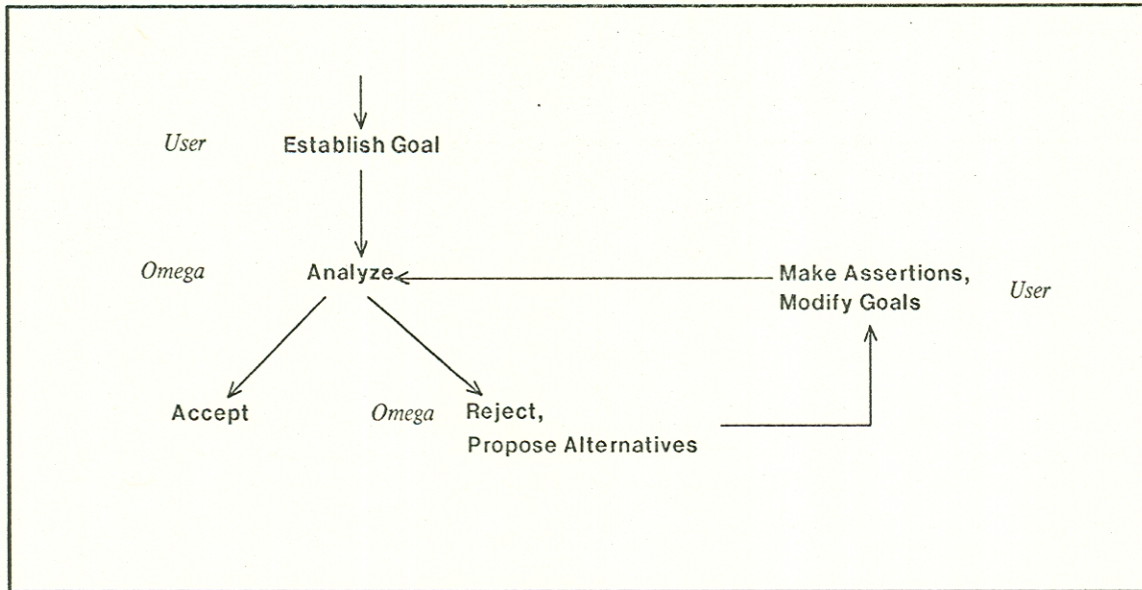 User Establish Goal
Omega Analyze
Make Assertions,
Modify Goals
User
Accept
Omega Reject,
Propose Alternatives